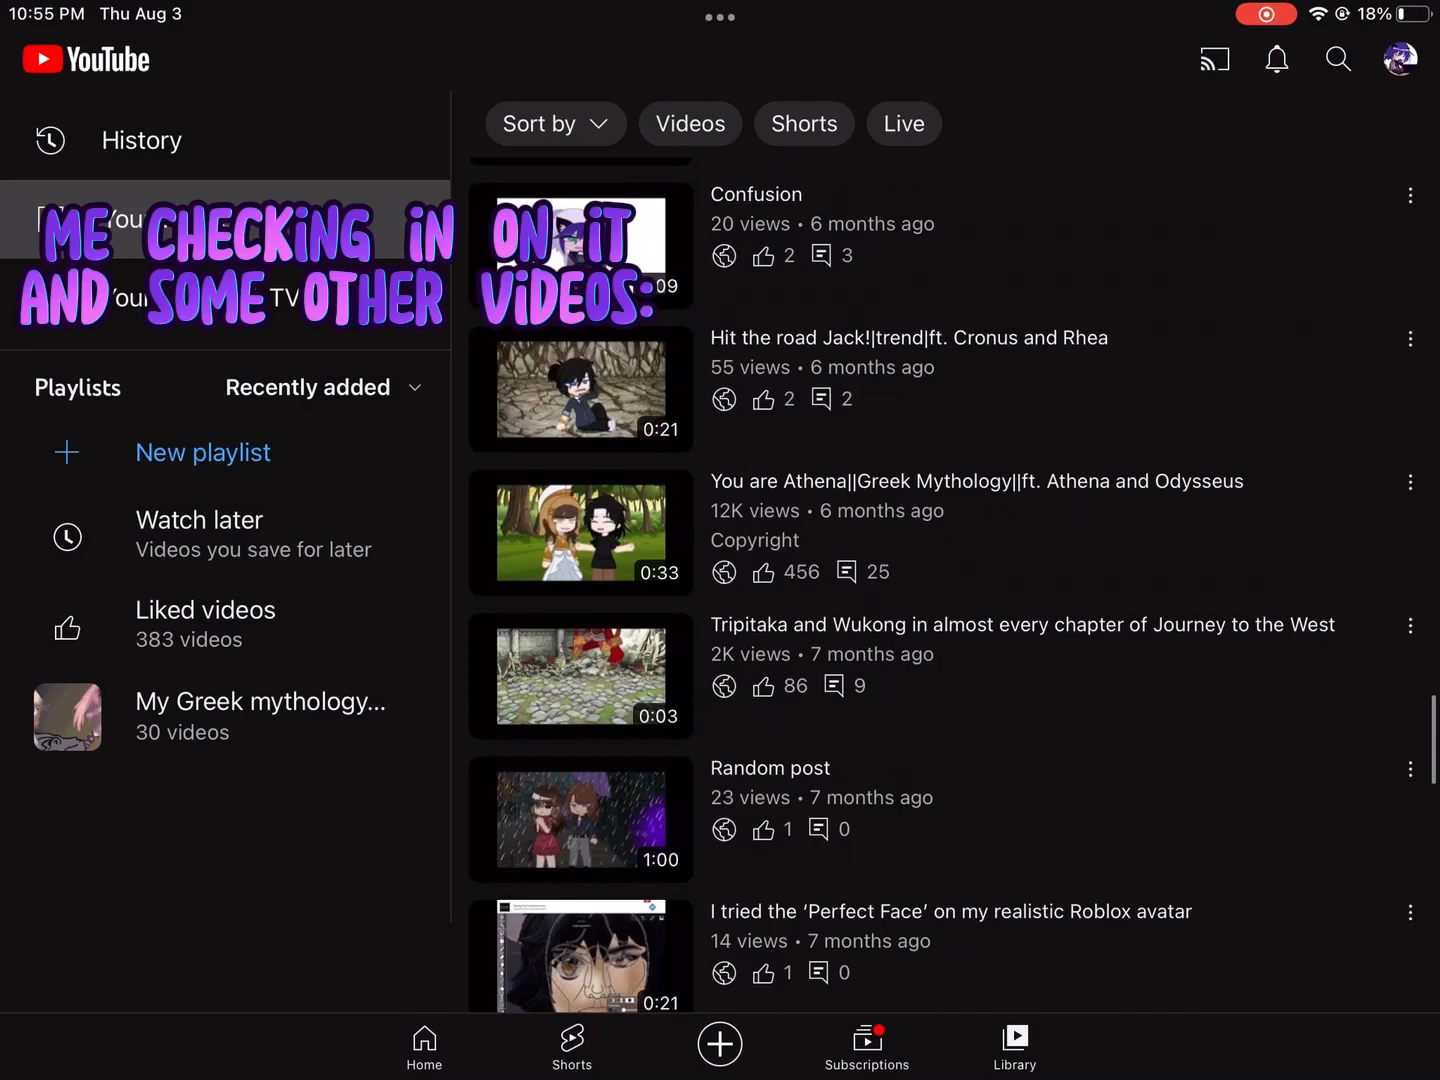 10:55 PM Thu Aug 3
18%
YouTube
Sort by Videos Shorts Live
History
You
You TV
ME CHECKING IN ON IT
AND SOME OTHER VIDEOS:
Playlists Recently added
New playlist
Watch later
Videos you save for later
Liked videos
383 videos
My Greek mythology...
30 videos
Confusion
20 views • 6 months ago
2 3
09
Hit the road Jack!|trend|ft. Cronus and Rhea
55 views • 6 months ago
2 2
0:21
You are Athena||Greek Mythology||ft. Athena and Odysseus
12K views • 6 months ago
Copyright
456 25
0:33
Tripitaka and Wukong in almost every chapter of Journey to the West
2K views • 7 months ago
86 9
0:03
Random post
23 views • 7 months ago
1 0
1:00
I tried the ‘Perfect Face’ on my realistic Roblox avatar
14 views • 7 months ago
1 0
0:21
Home Shorts Subscriptions Library